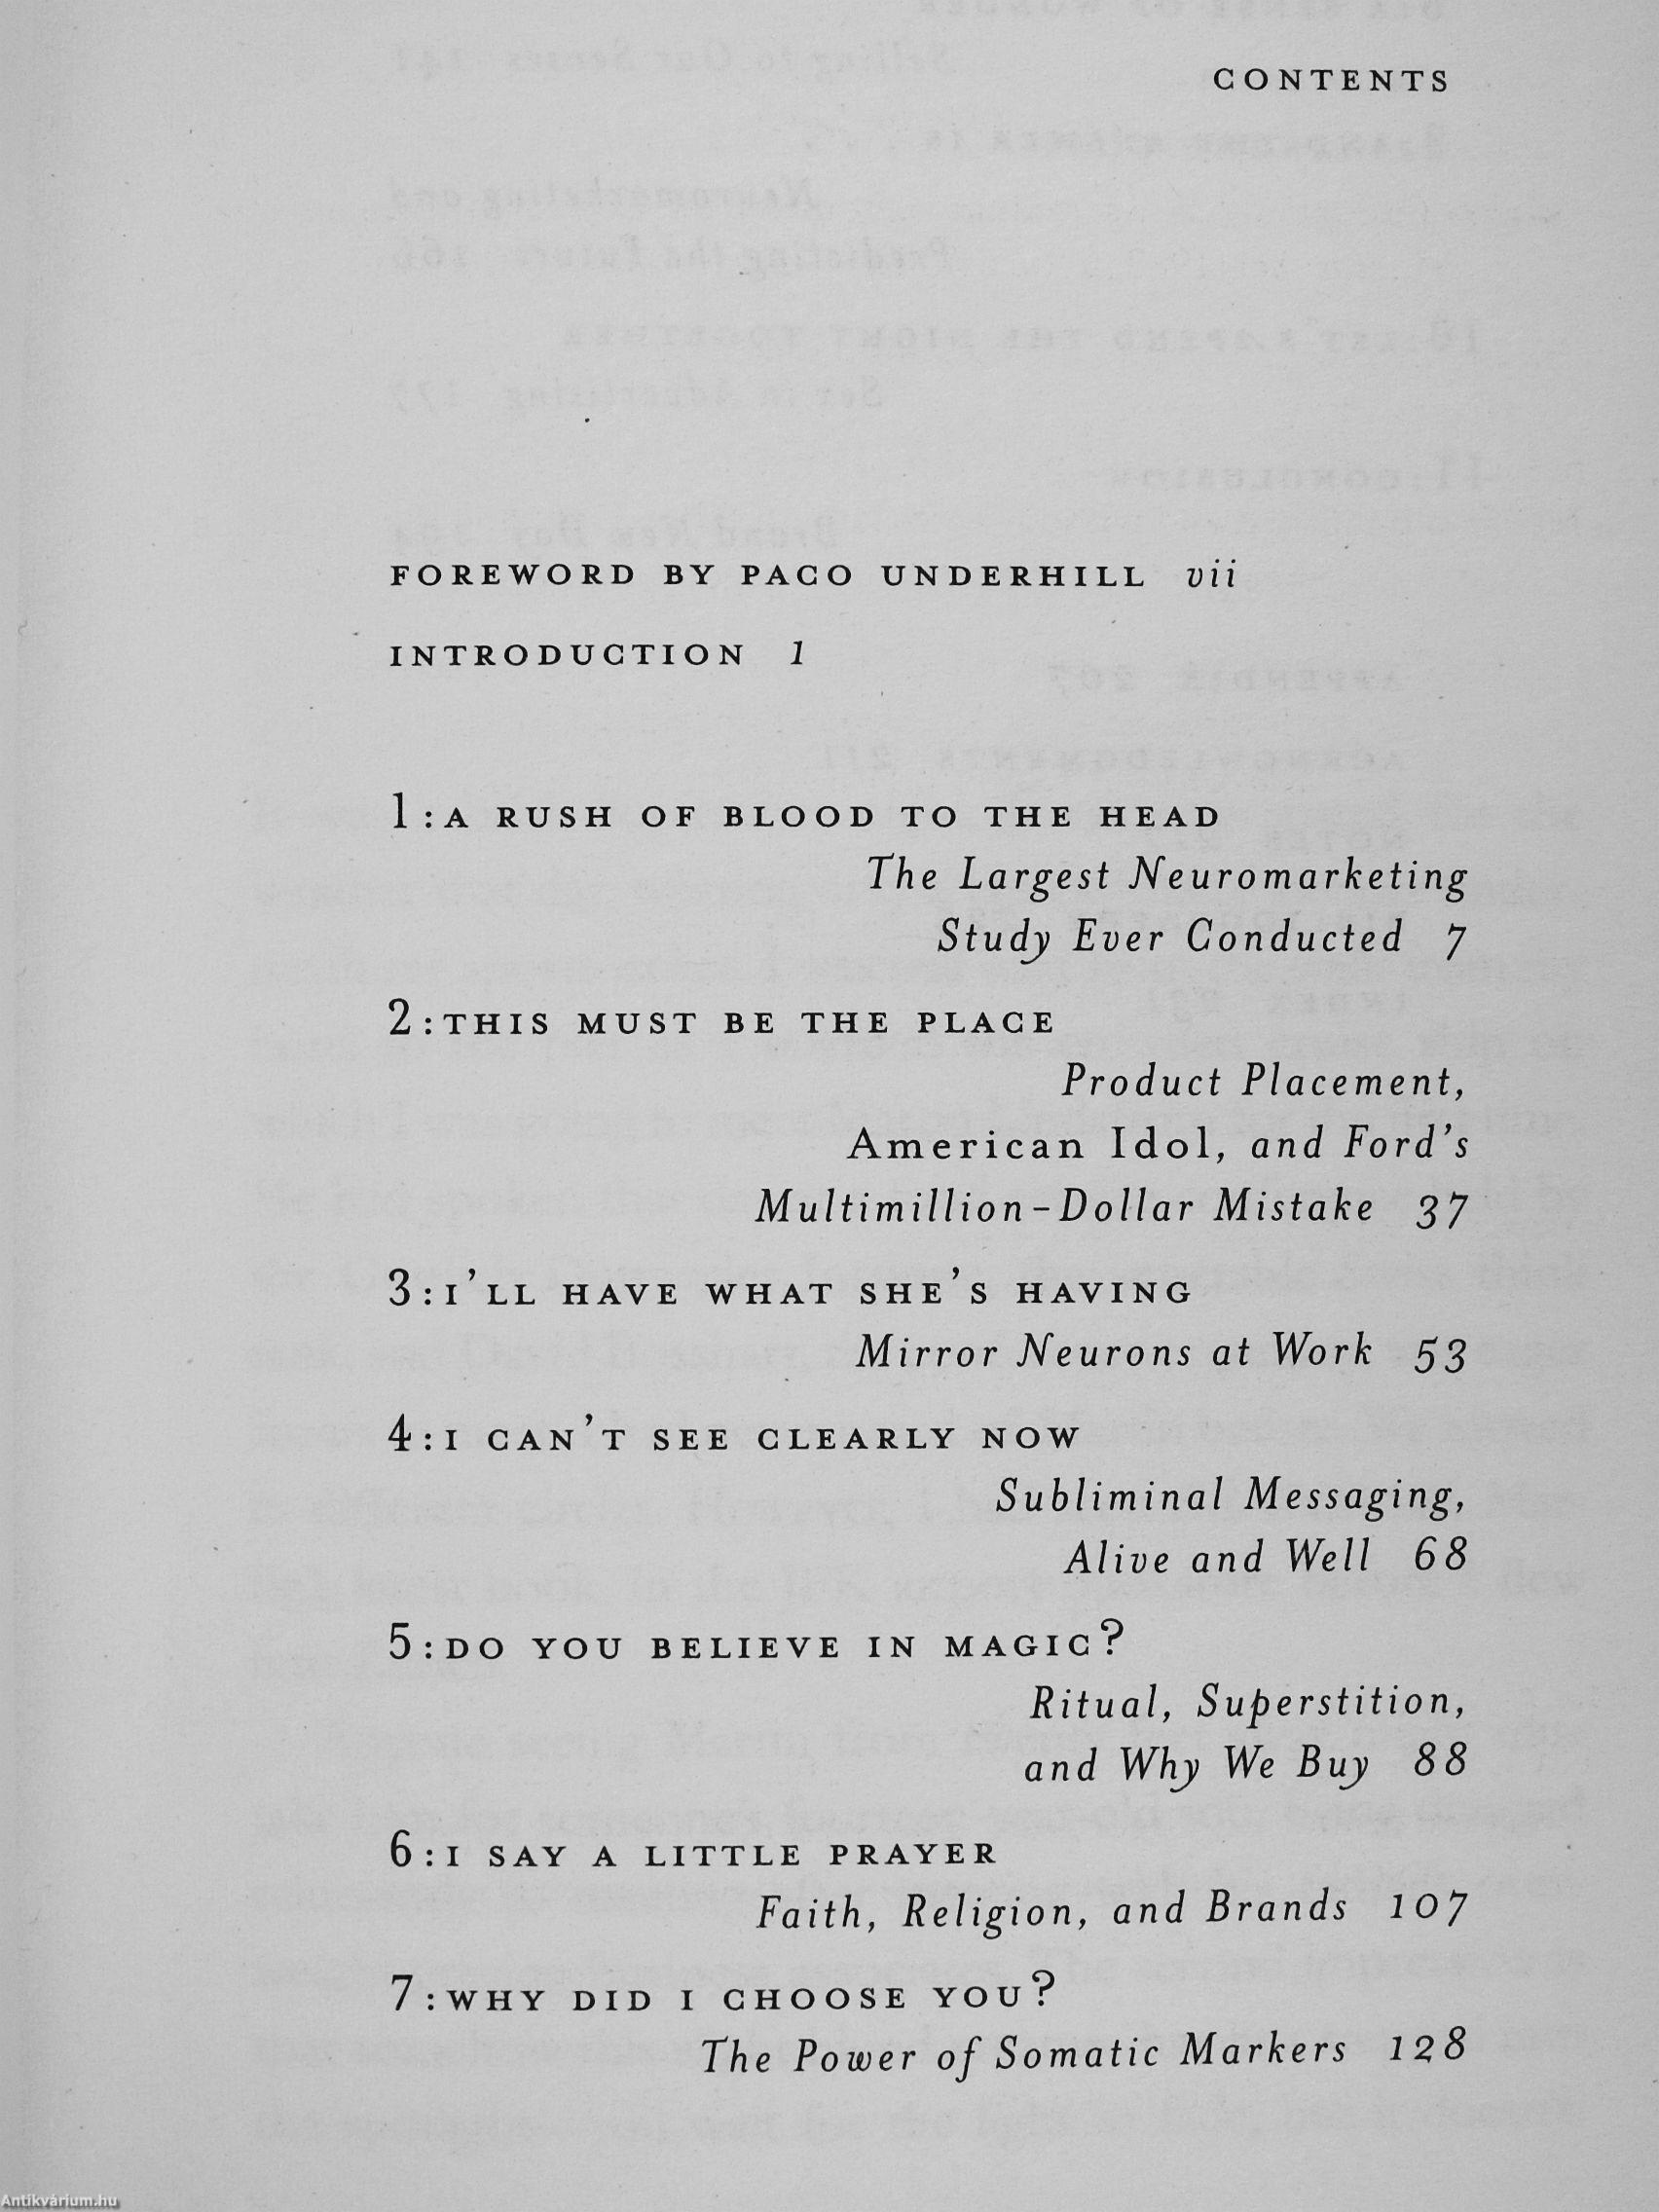 CONTENTS
FOREWORD BY PACO UNDERHILL vii
INTRODUCTION 1
1:A RUSH OF BLOOD TO THE HEAD
The Largest Neuromarketing
Study Ever Conducted 7
2:THIS MUST BE THE PLACE
Product Placement,
American Idol, and Ford's
Multimillion-Dollar Mistake 37
3:I'LL HAVE WHAT SHE'S HAVING
Mirror Neurons at Work 53
4:I CAN'T SEE CLEARLY NOW
Subliminal Messaging,
Alive and Well 68
5:DO YOU BELIEVE IN MAGIC?
Ritual, Superstition,
and Why We Buy 88
6:I SAY A LITTLE PRAYER
Faith, Religion, and Brands 107
7:WHY DID I CHOOSE YOU?
The Power of Somatic Markers 128
Antikvárium.hu